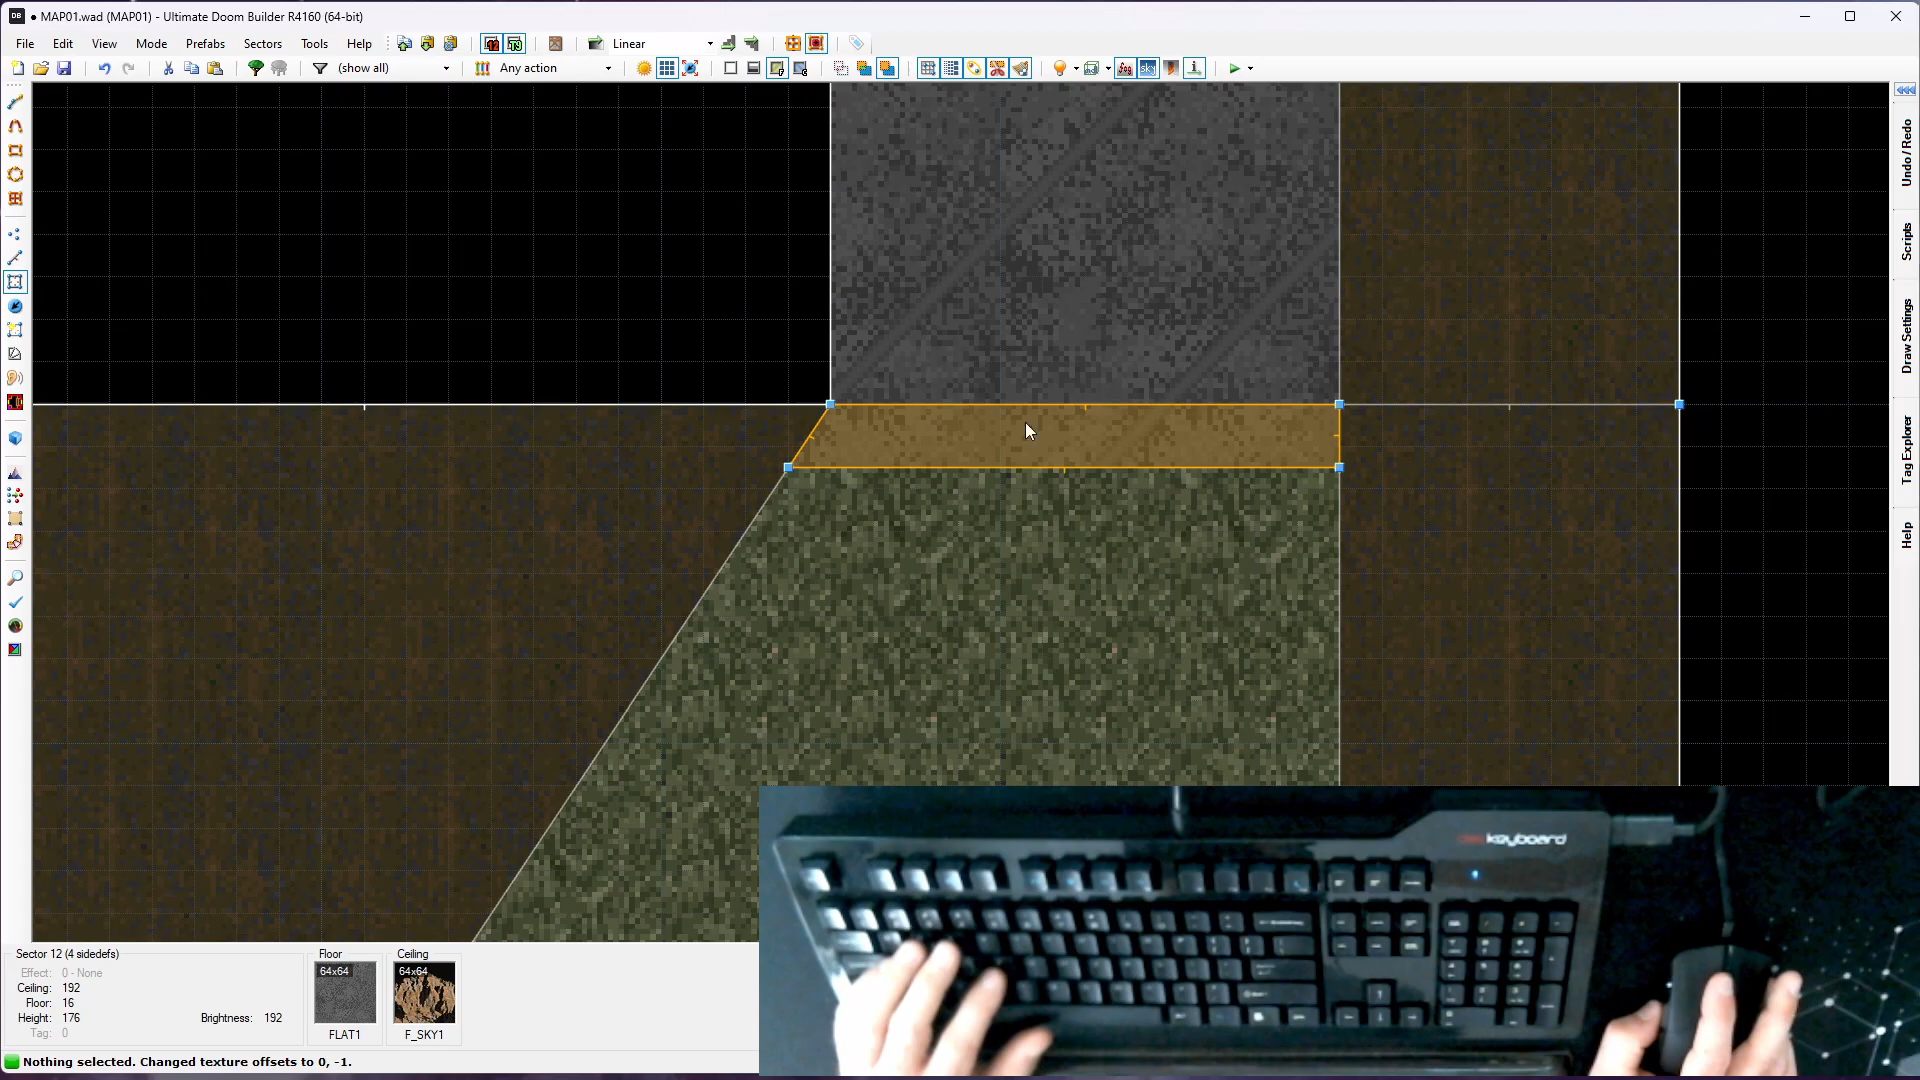 DB
● MAP01.wad (MAP01) - Ultimate Doom Builder R4160 (64-bit)
File Edit View Mode Prefabs Sectors Tools Help
Linear
(show all)
Any action
fog
SKY
Undo / Redo
Scripts
Draw Settings
Tag Explorer
Help
Sector 12 (4 sidedefs)
Effect: 0 - None
Ceiling: 192
Floor: 16
Height: 176
Brightness: 192
Tag: 0
Floor
64x64
FLAT1
Ceiling
64x64
F_SKY1
Nothing selected. Changed texture offsets to 0, -1.
keyboard